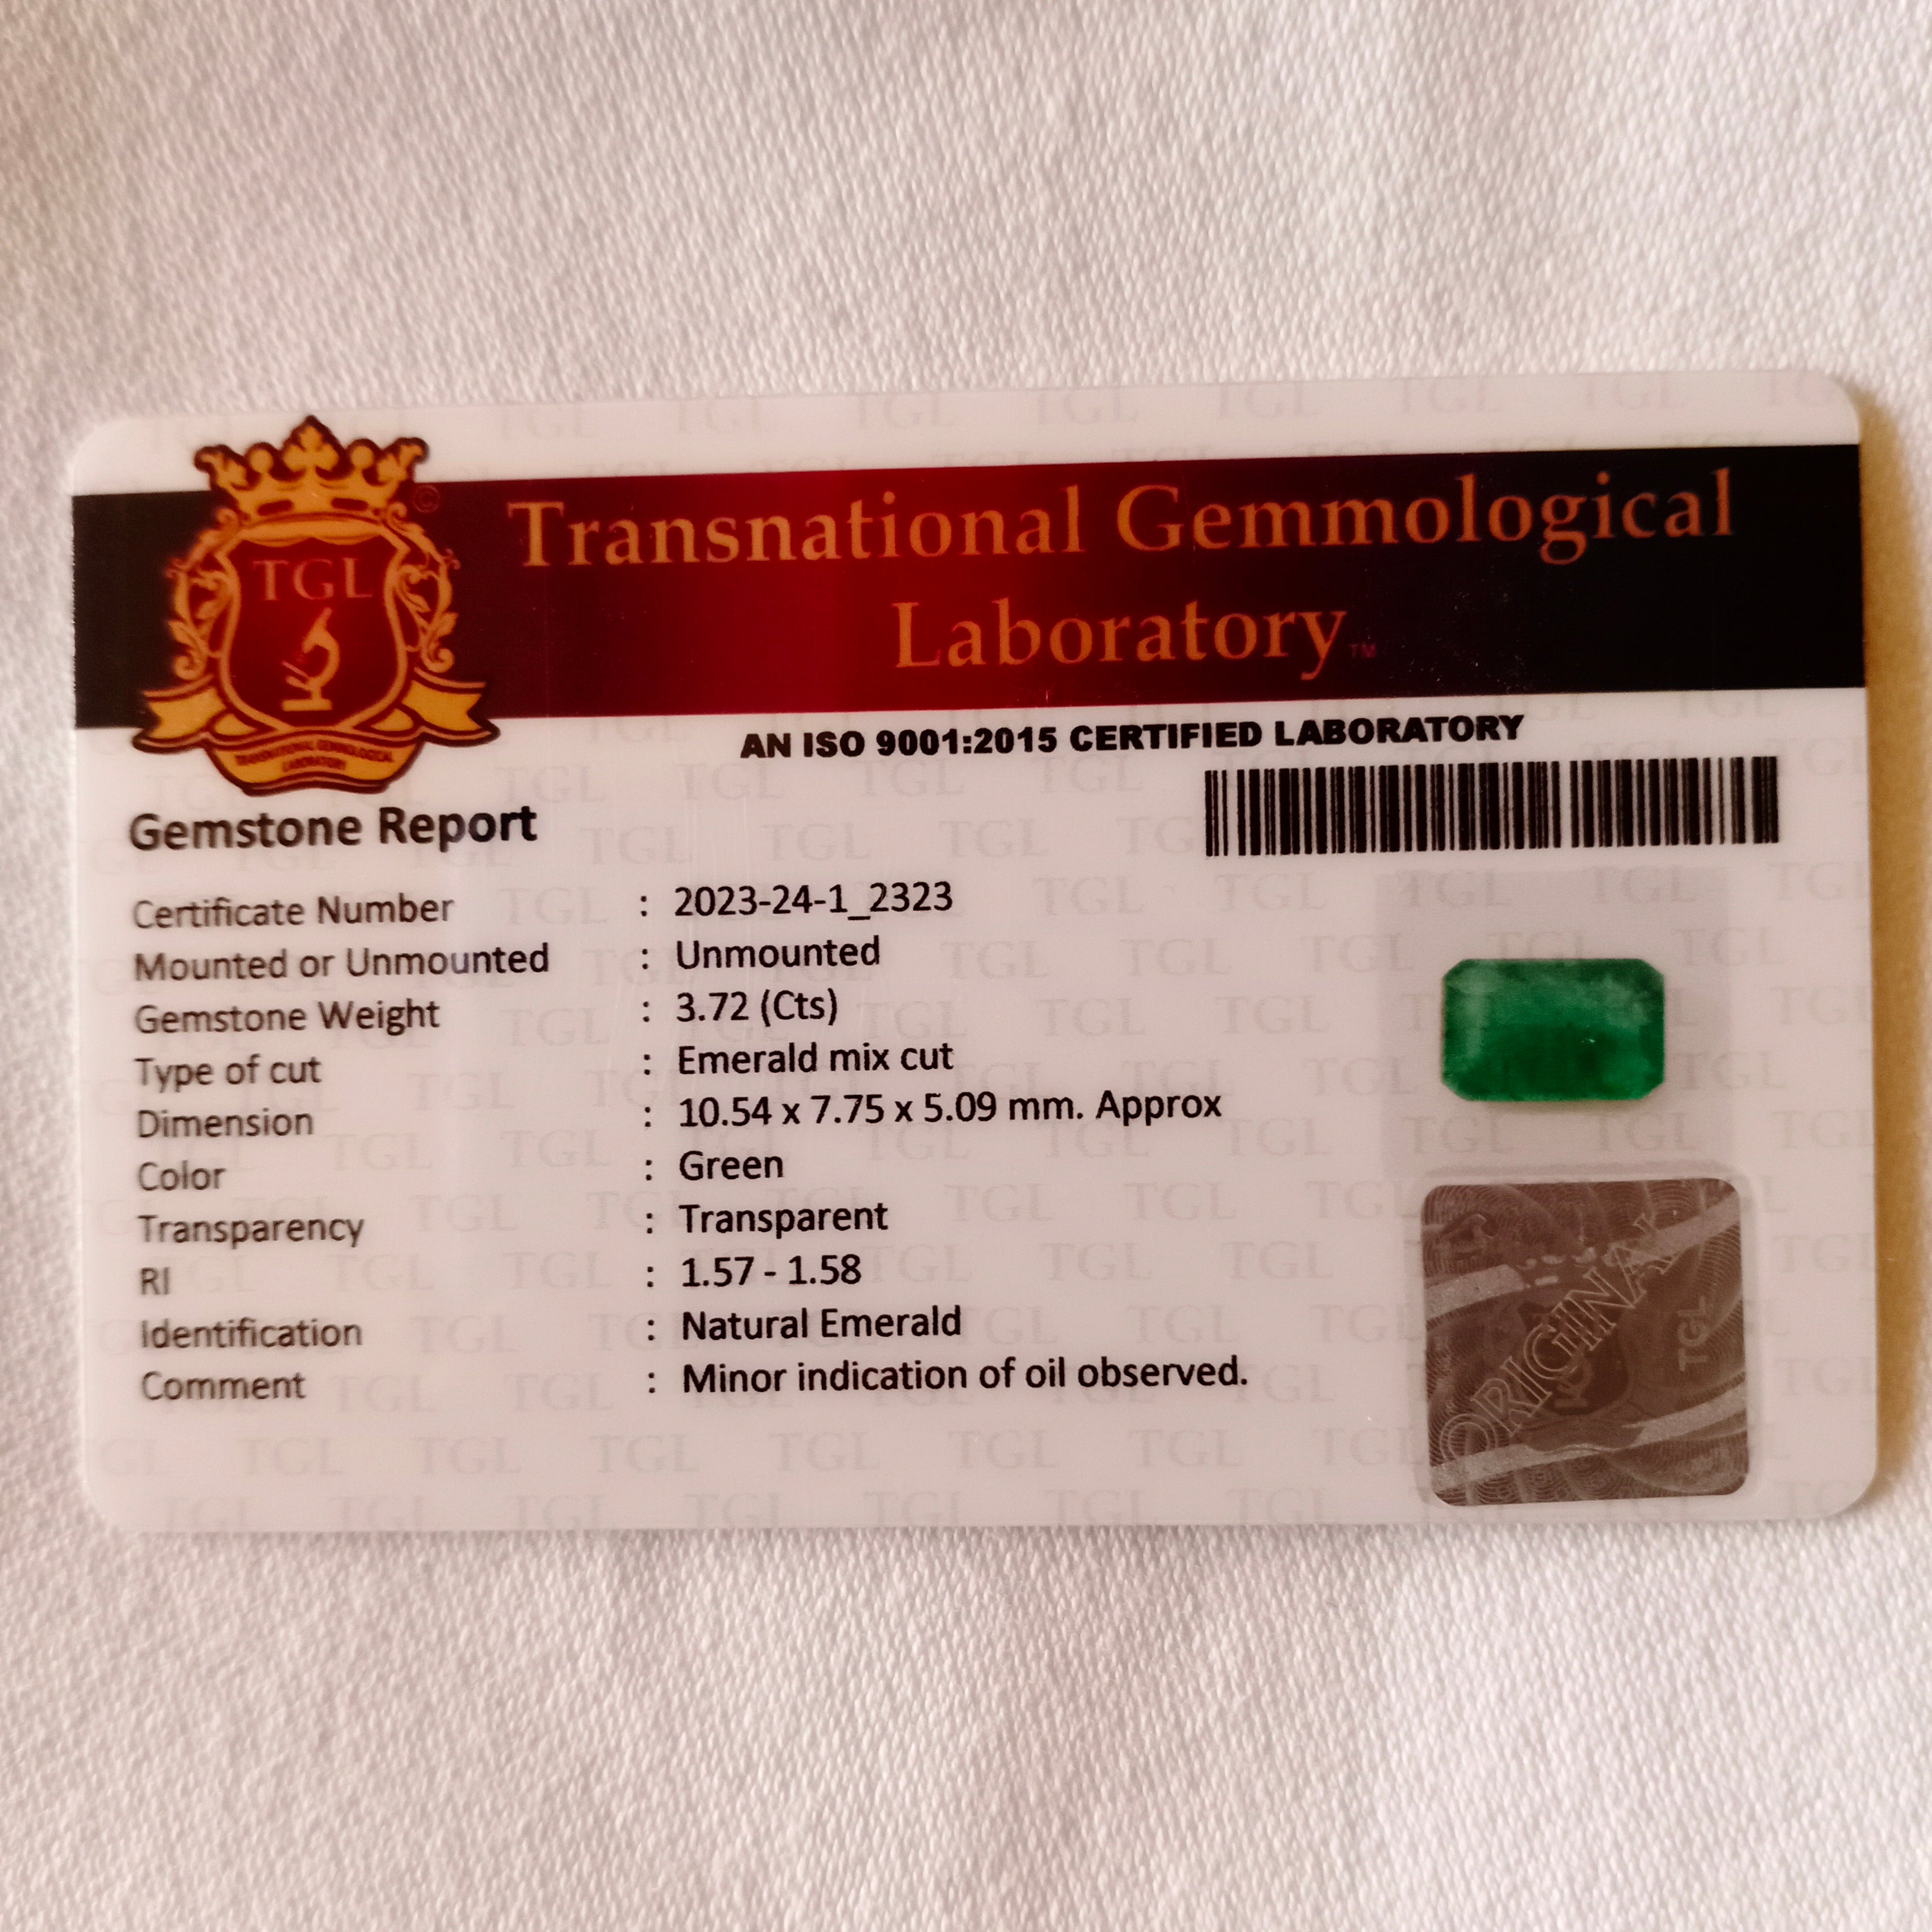 TGL
TRANSNATIONAL GEMMOLOGICAL
LABORATORY
©
Transnational Gemmological
Laboratory™
AN ISO 9001:2015 CERTIFIED LABORATORY
Gemstone Report
Certificate Number : 2023-24-1_2323
Mounted or Unmounted : Unmounted
Gemstone Weight : 3.72 (Cts)
Type of cut : Emerald mix cut
Dimension : 10.54 x 7.75 x 5.09 mm. Approx
Color : Green
Transparency : Transparent
RI : 1.57 - 1.58
Identification : Natural Emerald
Comment : Minor indication of oil observed.
ORIGINAL
TGL